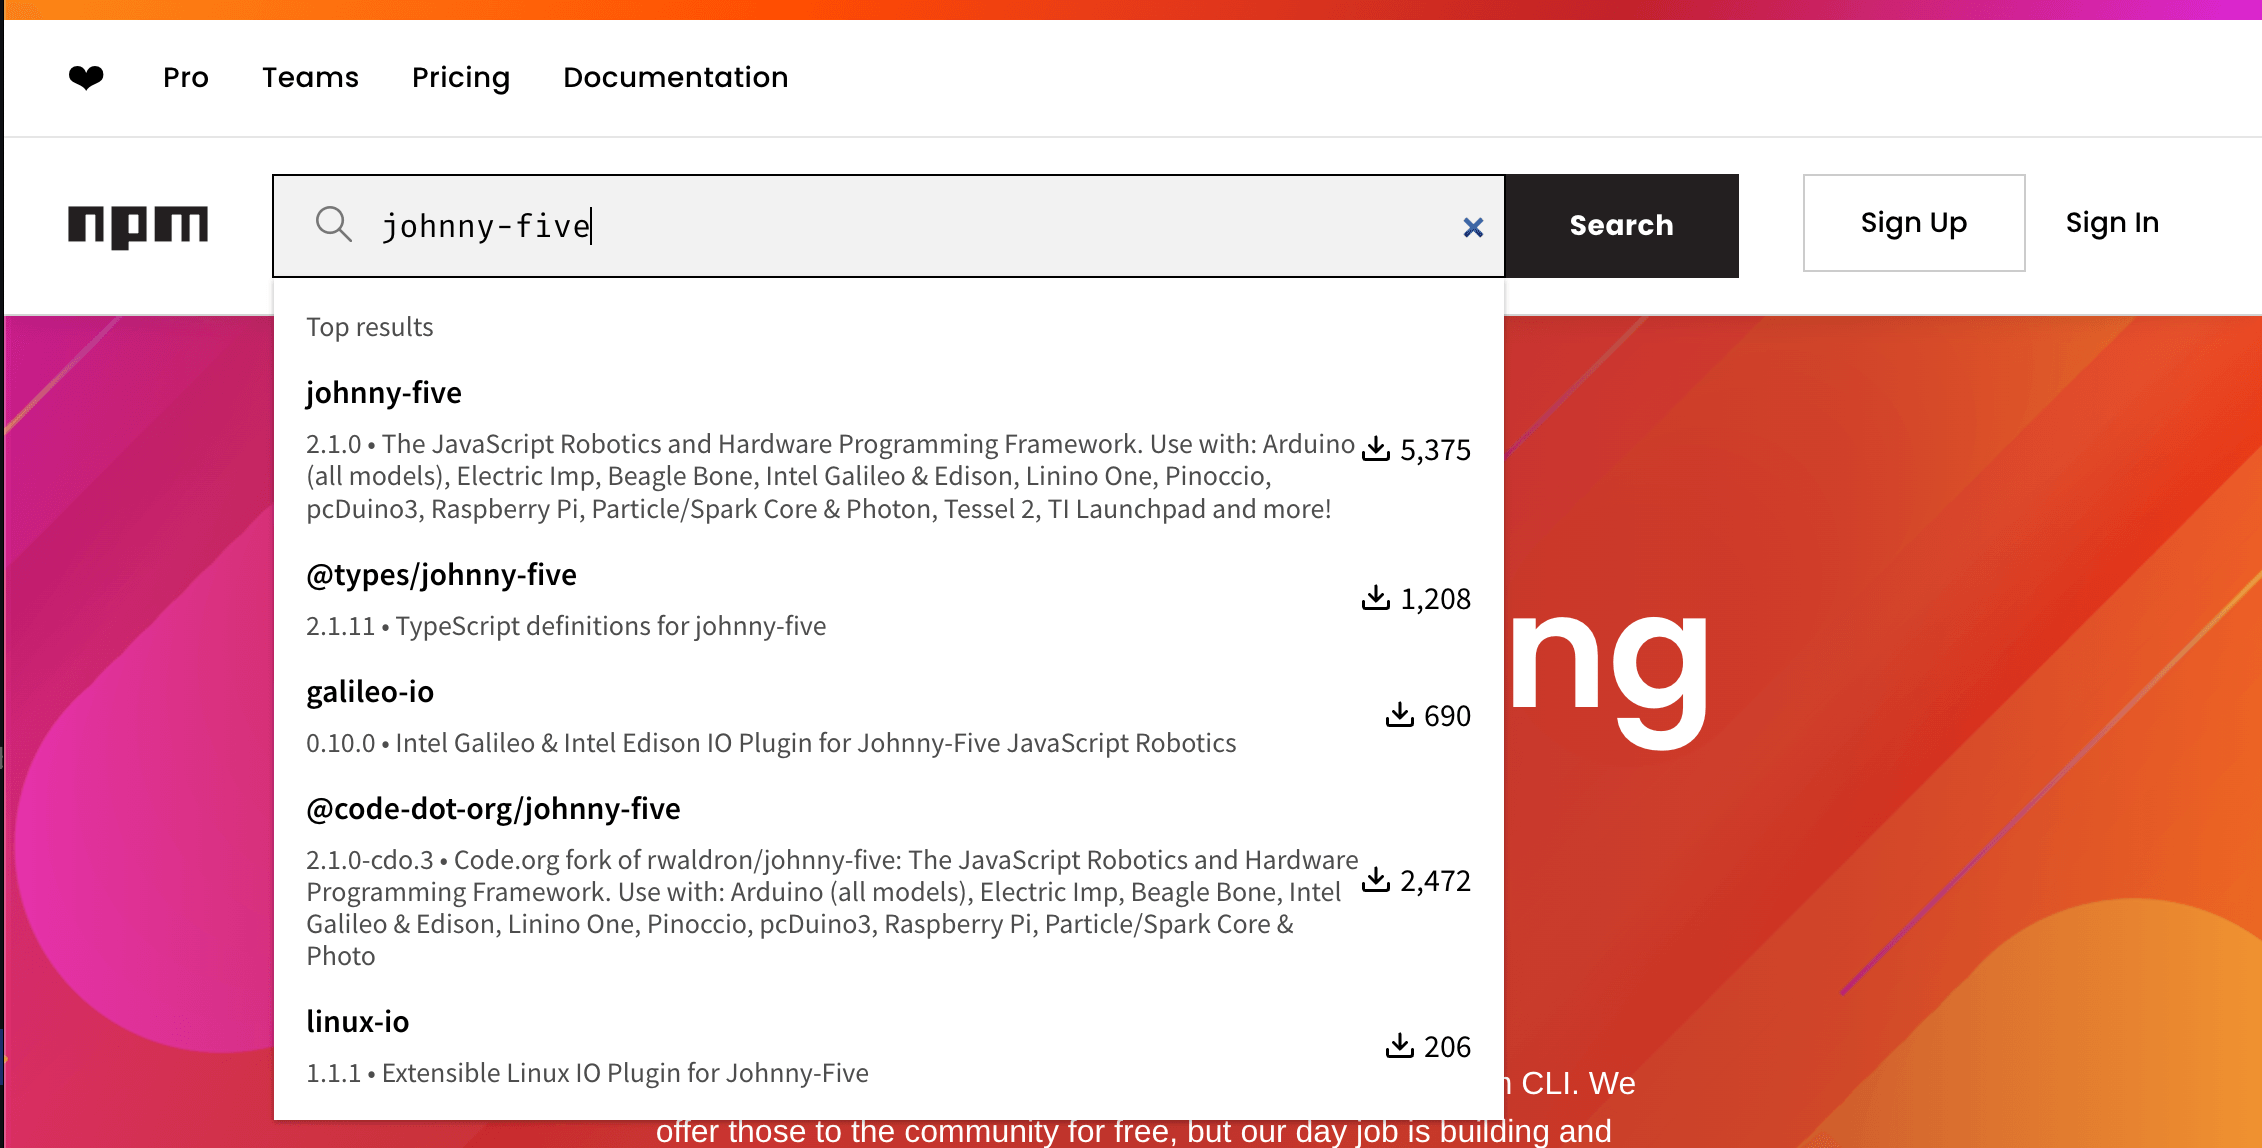 ❤ Pro Teams Pricing Documentation
npm johnny-five × Search Sign Up Sign In
Top results
johnny-five
2.1.0 • The JavaScript Robotics and Hardware Programming Framework. Use with: Arduino 5,375
(all models), Electric Imp, Beagle Bone, Intel Galileo & Edison, Linino One, Pinoccio,
pcDuino3, Raspberry Pi, Particle/Spark Core & Photon, Tessel 2, TI Launchpad and more!
@types/johnny-five
1,208
2.1.11 • TypeScript definitions for johnny-five
galileo-io
690
0.10.0 • Intel Galileo & Intel Edison IO Plugin for Johnny-Five JavaScript Robotics
@code-dot-org/johnny-five
2.1.0-cdo.3 • Code.org fork of rwaldron/johnny-five: The JavaScript Robotics and Hardware
Programming Framework. Use with: Arduino (all models), Electric Imp, Beagle Bone, Intel 2,472
Galileo & Edison, Linino One, Pinoccio, pcDuino3, Raspberry Pi, Particle/Spark Core &
Photo
linux-io
206
1.1.1 • Extensible Linux IO Plugin for Johnny-Five
ng
CLI. We
offer those to the community for free, but our day job is building and